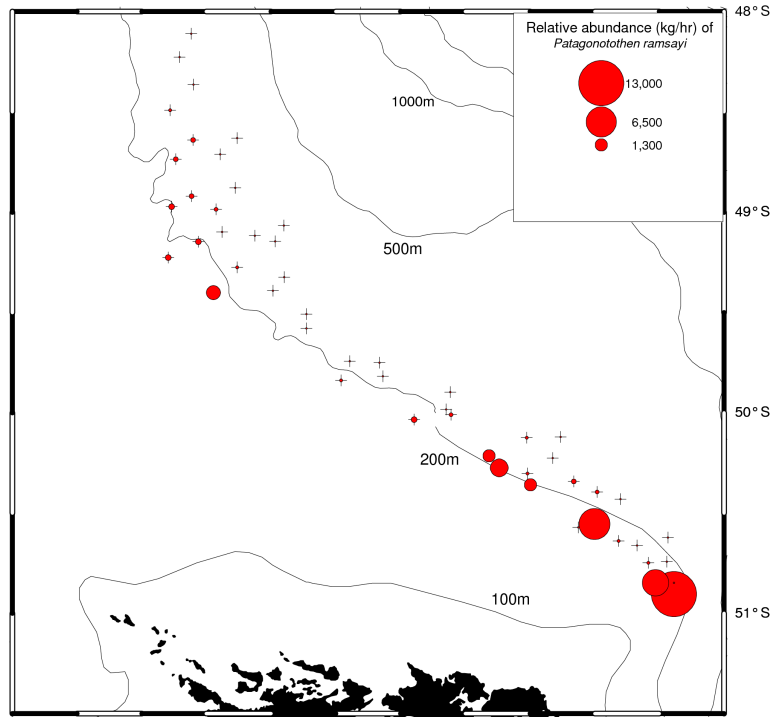 48°S
Relative abundance (kg/hr) of
Patagonotothen ramsayi
13,000
1000m
6,500
1,300
49°S
500m
50°S
200m
100m
51°S